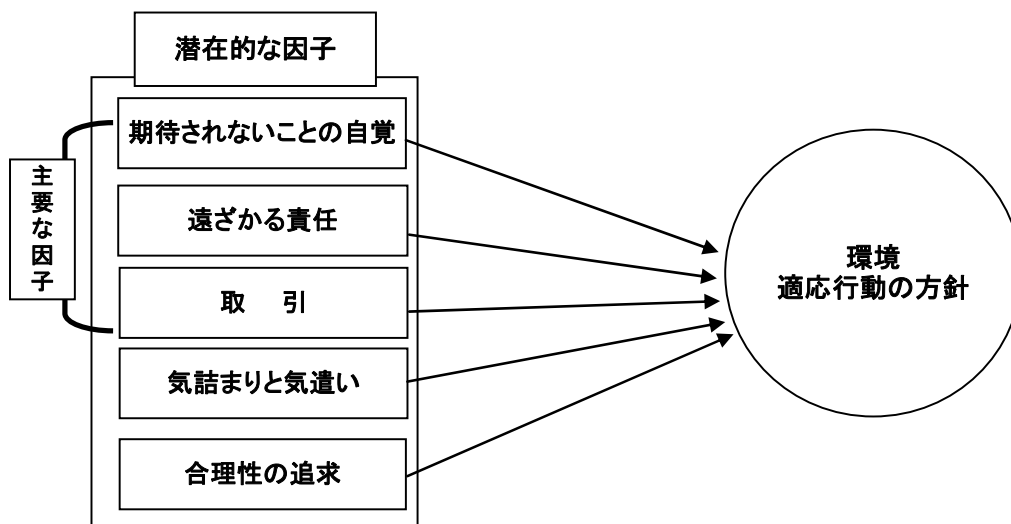 潜在的な因子
期待されないことの自覚
主要な因子
遠ざかる責任
取　引
気詰まりと気遣い
合理性の追求
環境
適応行動の方針